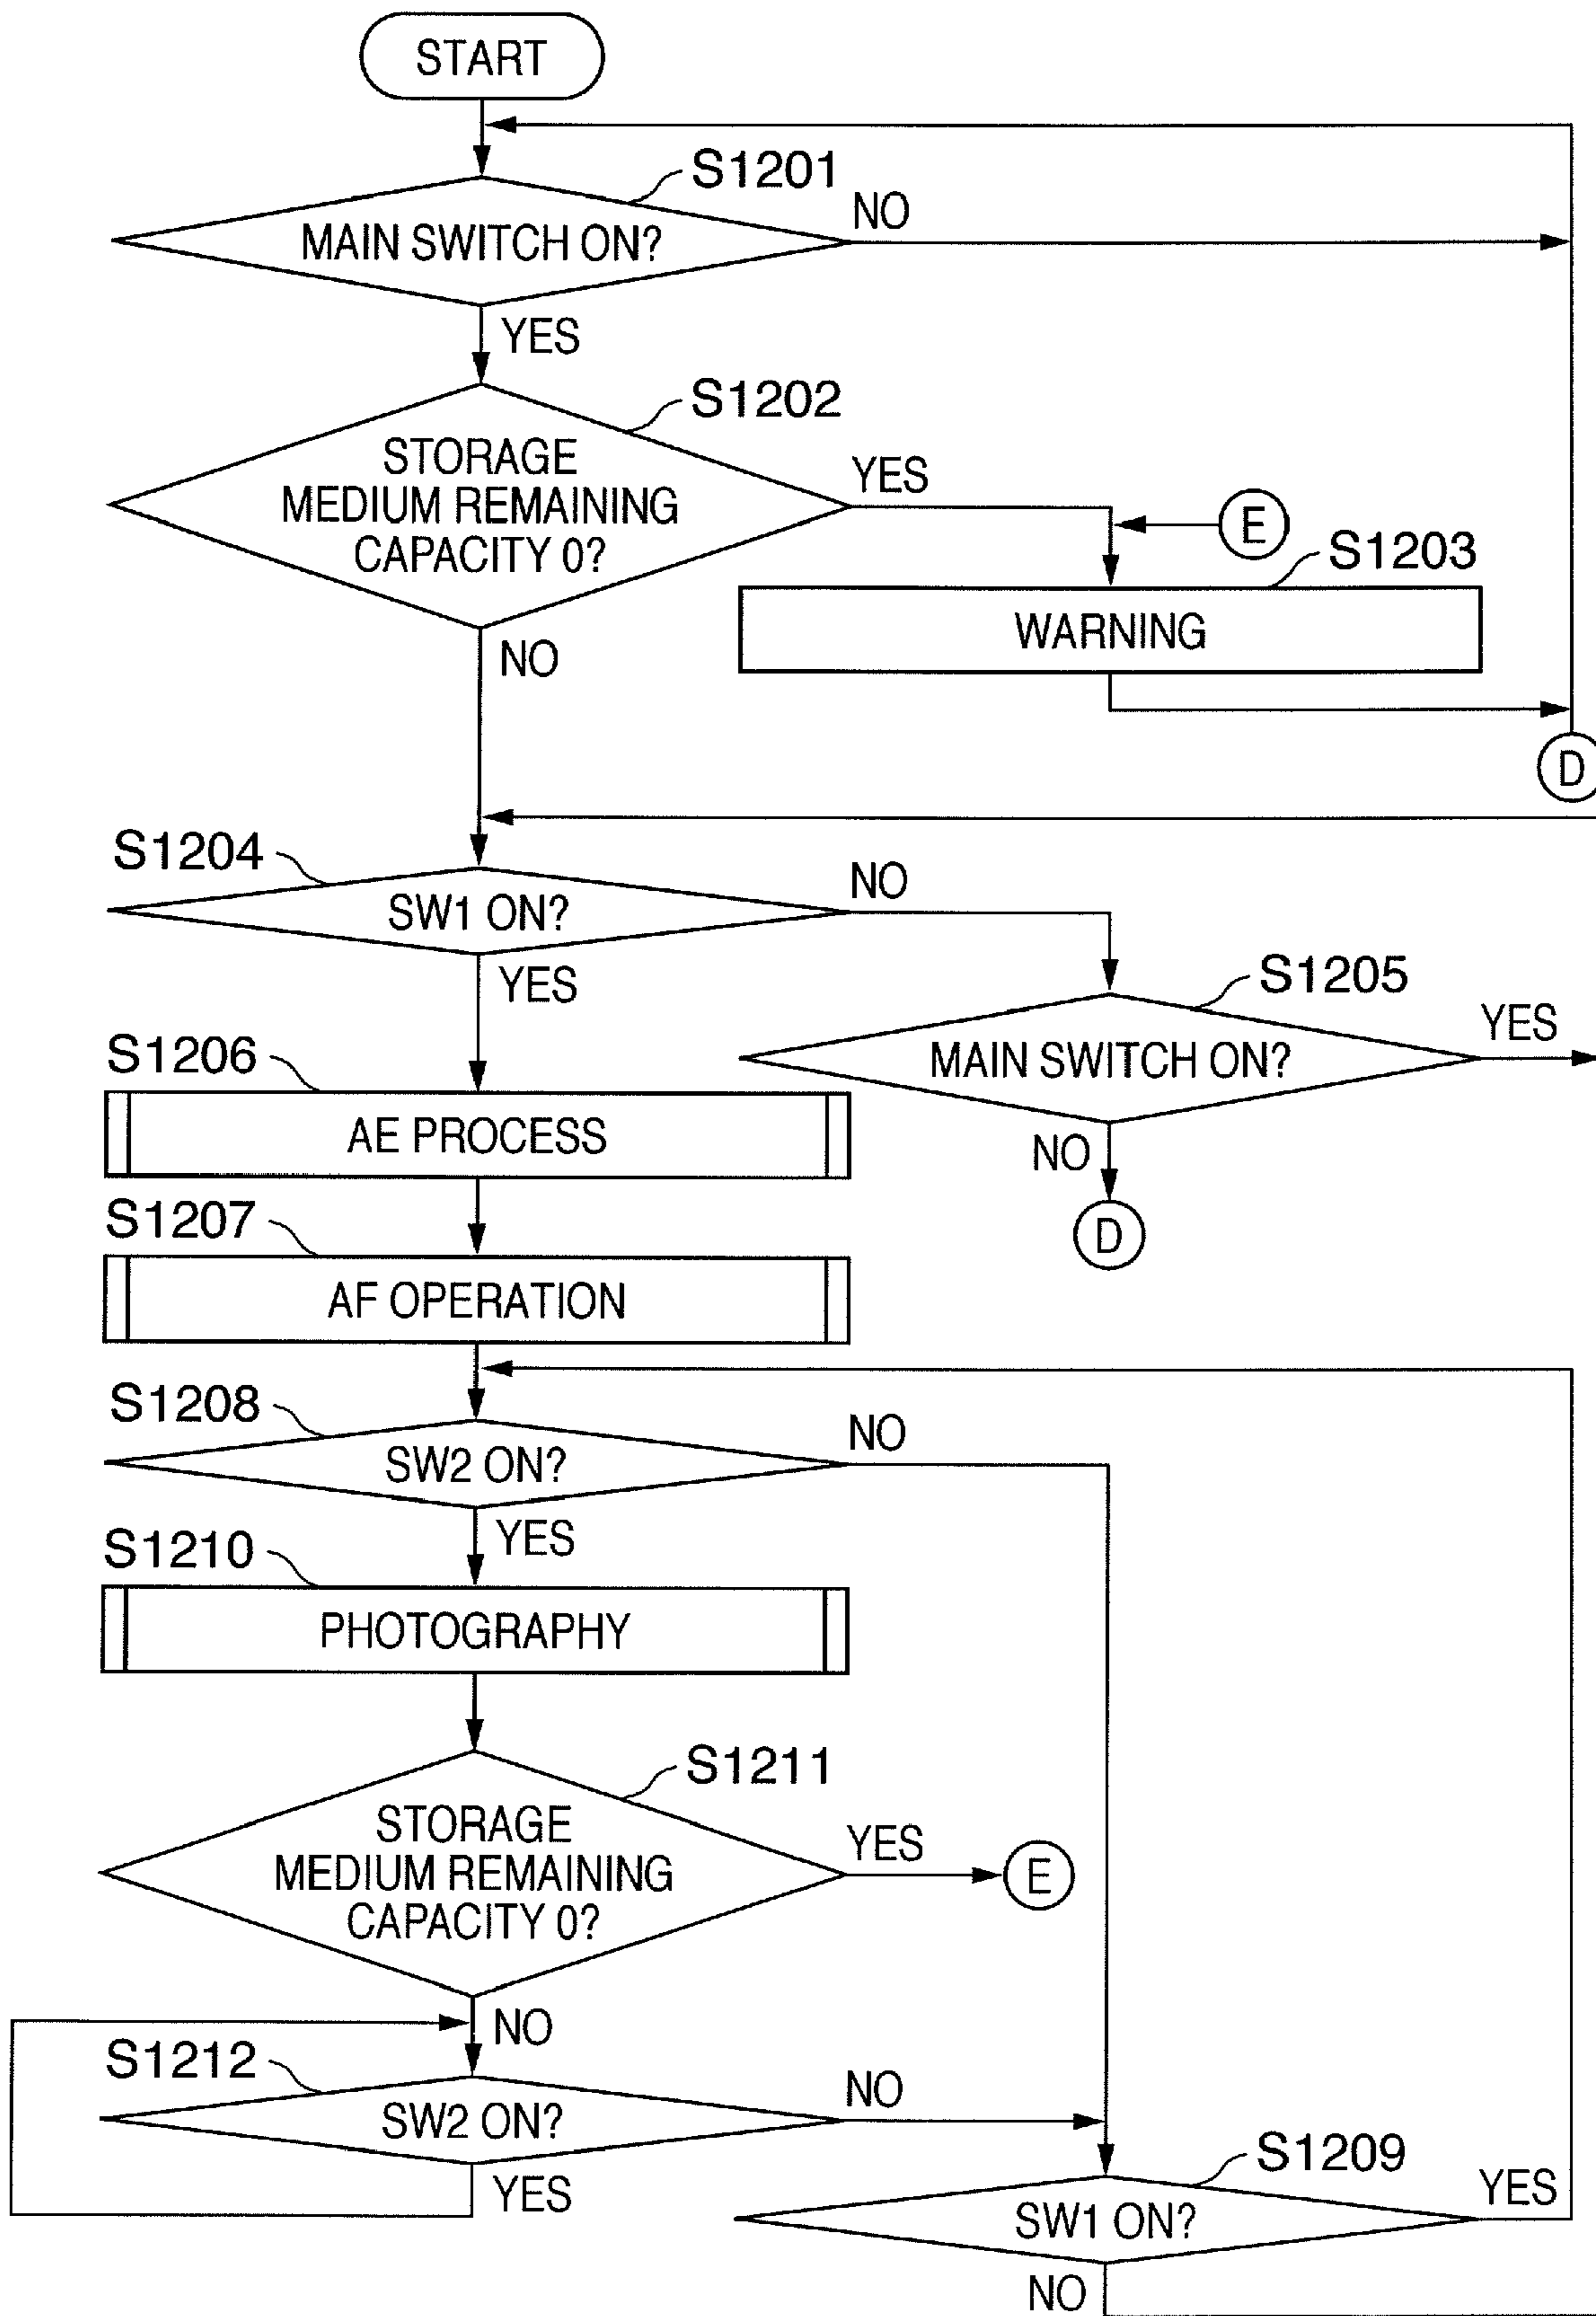 START
S1201
MAIN SWITCH ON?
NO
YES
S1202
STORAGE
MEDIUM REMAINING
CAPACITY 0?
YES
E
S1203
WARNING
NO
D
S1204
SW1 ON?
NO
YES
S1205
MAIN SWITCH ON?
YES
NO
D
S1206
AE PROCESS
S1207
AF OPERATION
S1208
SW2 ON?
NO
YES
S1210
PHOTOGRAPHY
S1211
STORAGE
MEDIUM REMAINING
CAPACITY 0?
YES
E
NO
S1212
SW2 ON?
NO
YES
S1209
SW1 ON?
YES
NO